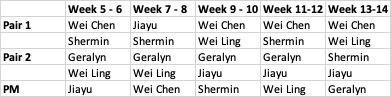 Week 5 - 6 Week 7 - 8 Week 9 - 10 Week 11-12 Week 13-14
Pair 1 Wei Chen Jiayu Wei Chen Wei Chen Wei Chen
Shermin Shermin Wei Ling Shermin Wei Ling
Pair 2 Geralyn Geralyn Geralyn Geralyn Shermin
Wei Ling Wei Ling Jiayu Jiayu Jiayu
PM Jiayu Wei Chen Shermin Wei Ling Geralyn